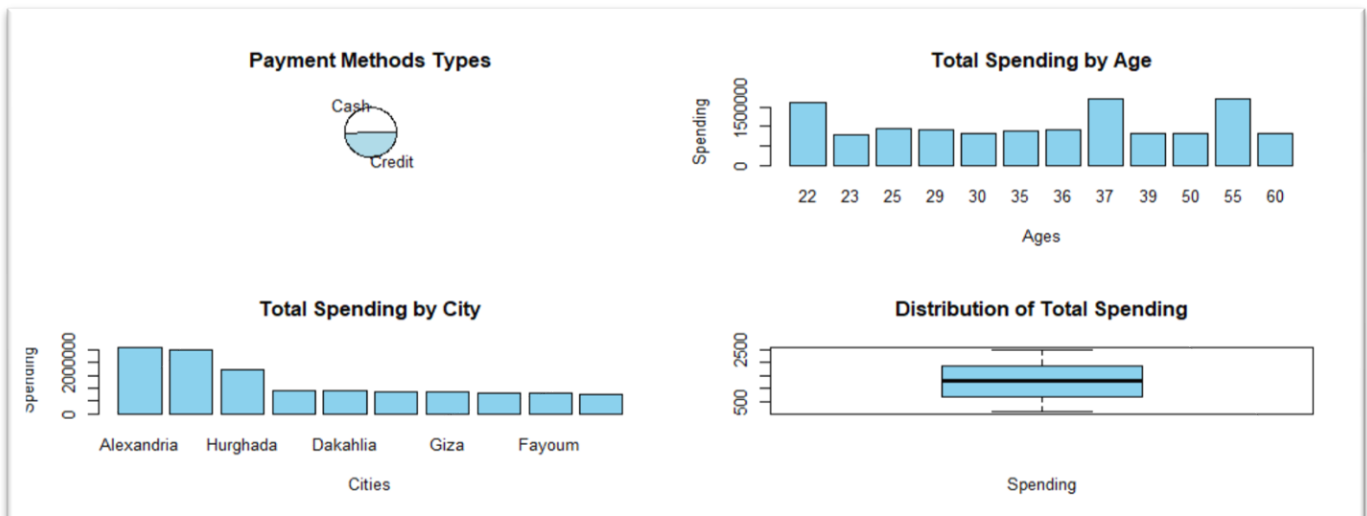 Payment Methods Types
Cash
Credit
Total Spending by Age
Spending
0
1500000
22 23 25 29 30 35 36 37 39 50 55 60
Ages
Total Spending by City
Spending
0
2000000
Alexandria Hurghada Dakahlia Giza Fayoum
Cities
Distribution of Total Spending
500
2500
Spending